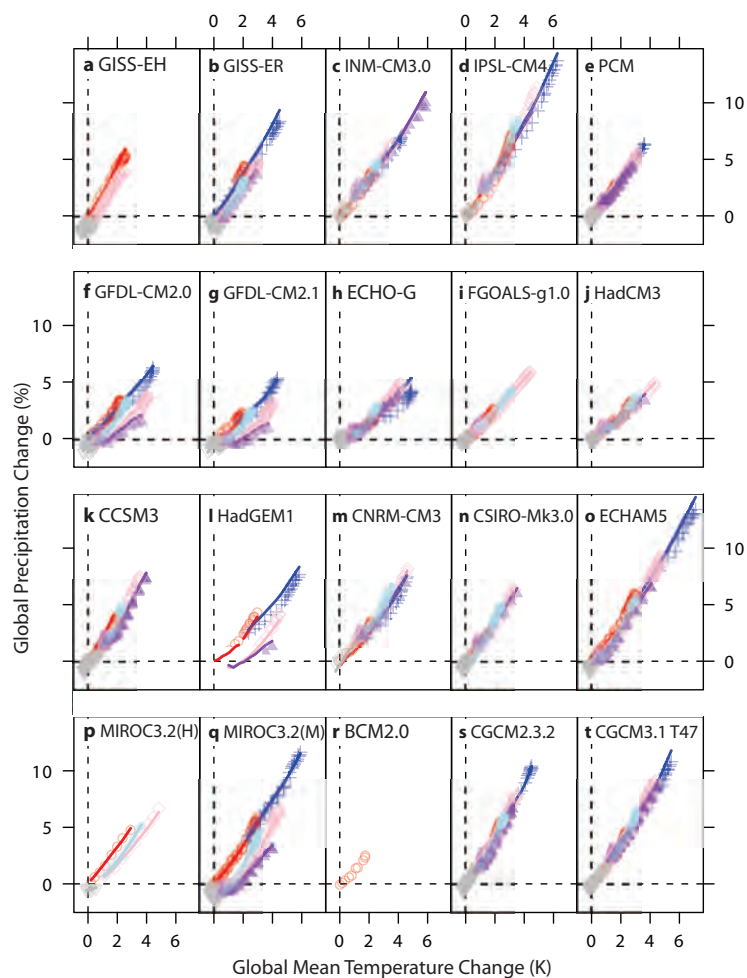 0 2 4 6 0 2 4 6
a GISS-EH b GISS-ER c INM-CM3.0 d IPSL-CM4 e PCM
10 10
5 5
0 0
f GFDL-CM2.0 g GFDL-CM2.1 h ECHO-G i FGOALS-g1.0 j HadCM3
10
5
0
Global Precipitation Change (%)
k CCSM3 l HadGEM1 m CNRM-CM3 n CSIRO-Mk3.0 o ECHAM5
10
5
0
p MIROC3.2(H) q MIROC3.2(M) r BCM2.0 s CGCM2.3.2 t CGCM3.1 T47
10
5
0
0 2 4 6 0 2 4 6 0 2 4 6
Global Mean Temperature Change (K)